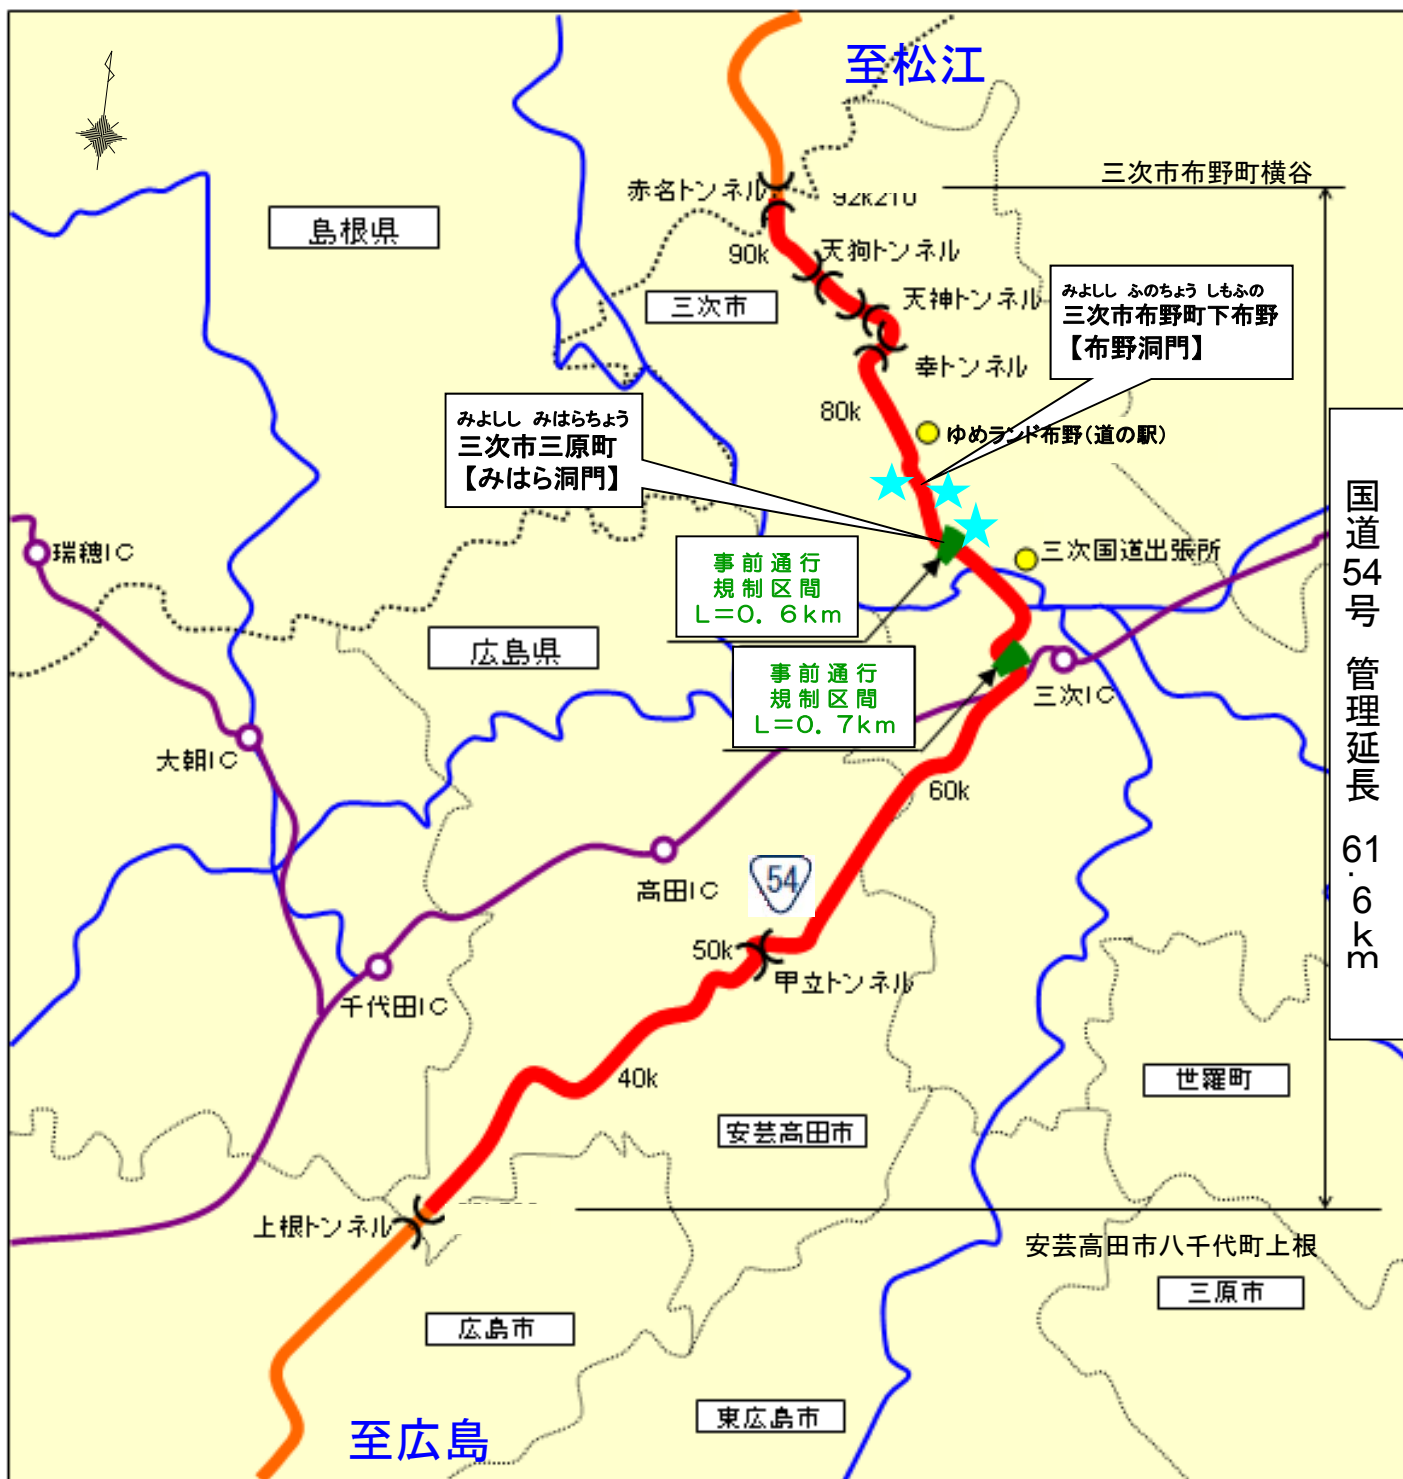 至松江
三次市布野町横谷
赤名トンネル
92k210
島根県
90k
天狗トンネル
三次市
天神トンネル
みよしし ふのちょう しもふの
三次市布野町下布野
【布野洞門】
幸トンネル
80k
みよしし みはらちょう
三次市三原町
【みはら洞門】
ゆめランド布野(道の駅)
瑞穂IC
三次国道出張所
事前通行
規制区間
L=0.6km
広島県
事前通行
規制区間
L=0.7km
三次IC
大朝IC
60k
国道54号 管理延長 61.6km
高田IC
54
50k
甲立トンネル
千代田IC
40k
世羅町
安芸高田市
上根トンネル
安芸高田市八千代町上根
三原市
広島市
東広島市
至広島